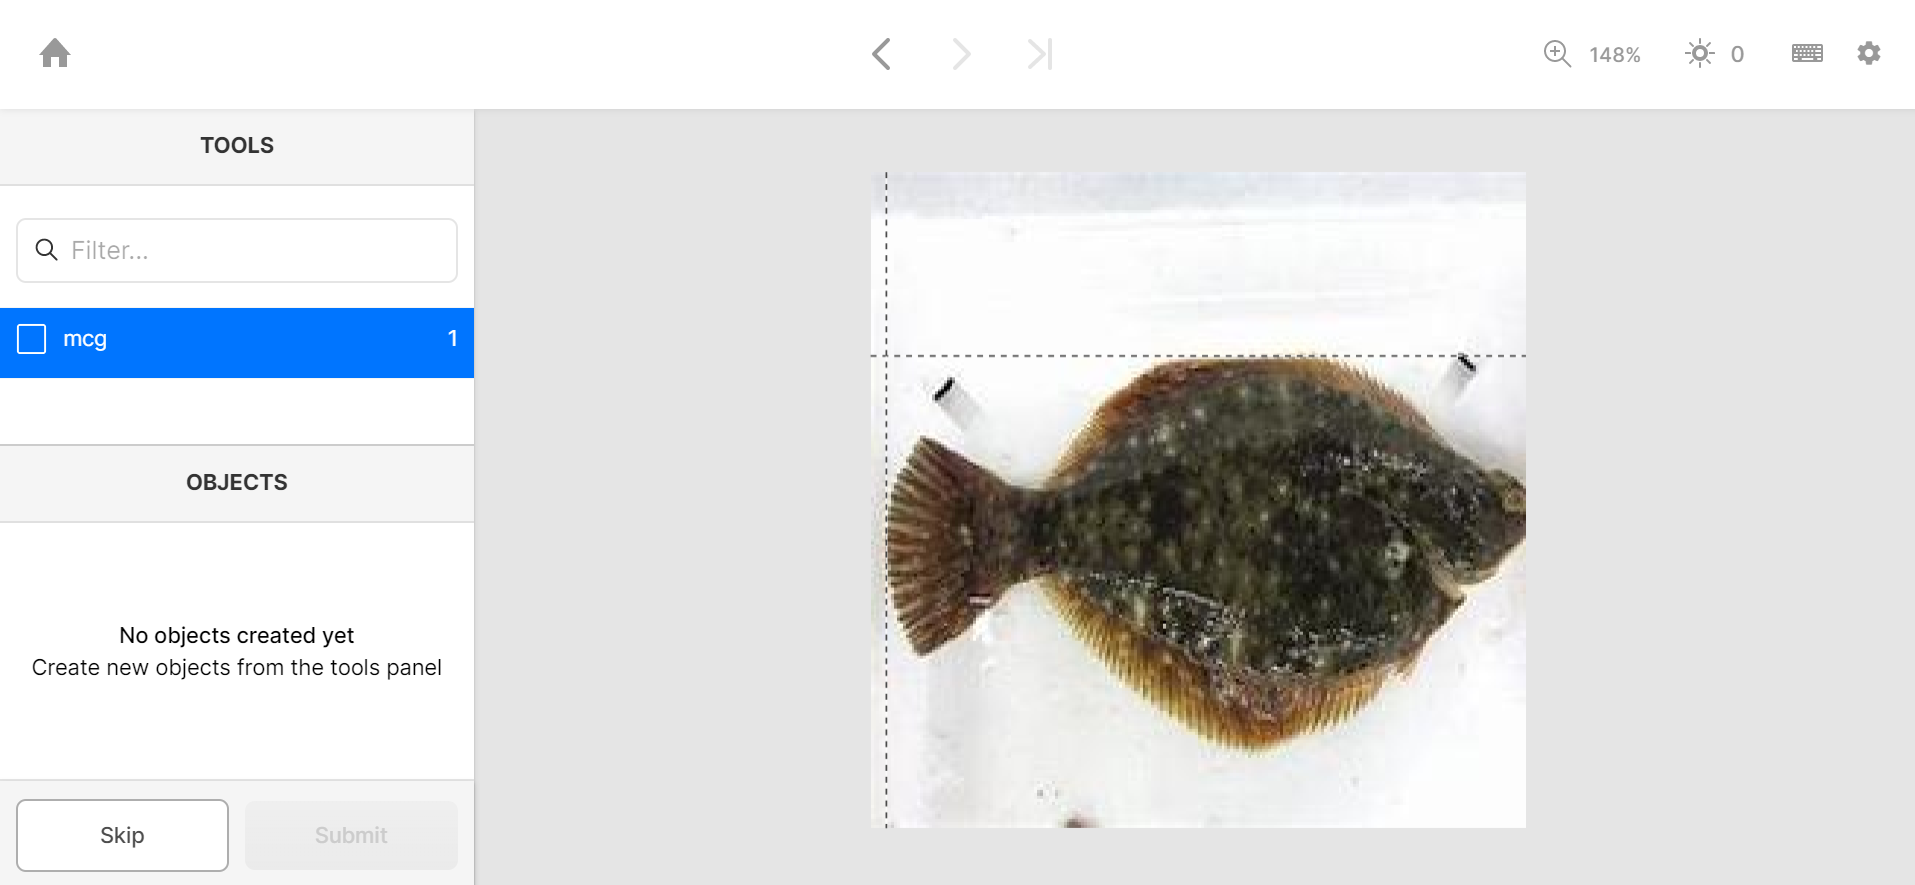 148%
0
TOOLS
Filter...
mcg 1
OBJECTS
No objects created yet
Create new objects from the tools panel
Skip
Submit